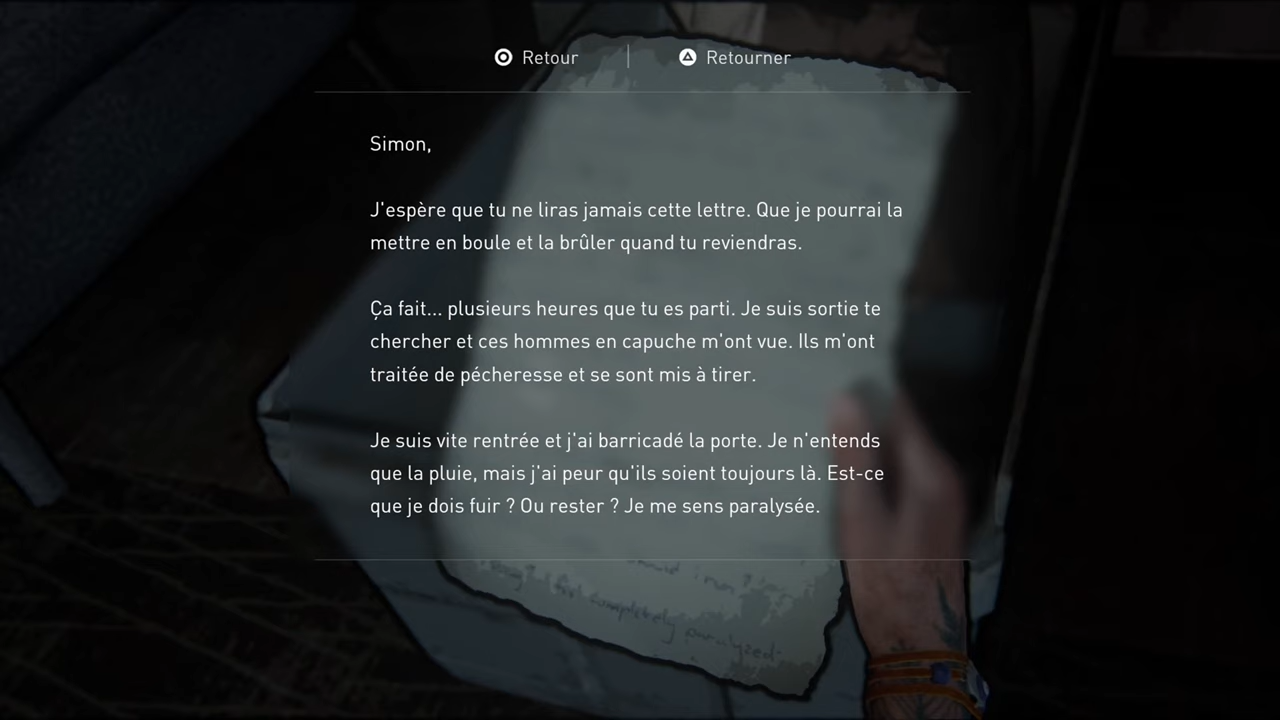 Retour
Retourner
Simon,
J'espère que tu ne liras jamais cette lettre. Que je pourrai la
mettre en boule et la brûler quand tu reviendras.
Ça fait... plusieurs heures que tu es parti. Je suis sortie te
chercher et ces hommes en capuche m'ont vue. Ils m'ont
traitée de pécheresse et se sont mis à tirer.
Je suis vite rentrée et j'ai barricadé la porte. Je n'entends
que la pluie, mais j'ai peur qu'ils soient toujours là. Est-ce
que je dois fuir ? Ou rester ? Je me sens paralysée.
completely paralyzed.